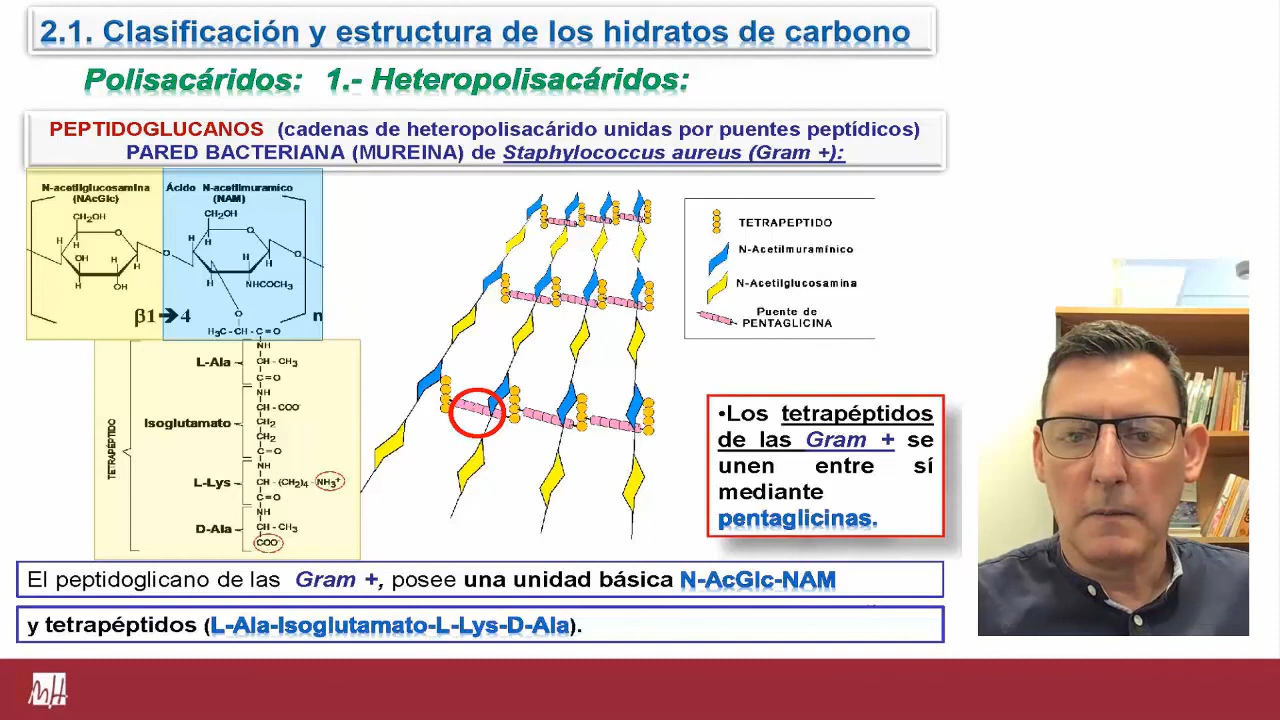 2.1. Clasificación y estructura de los hidratos de carbono
Polisacáridos: 1.- Heteropolisacáridos:
PEPTIDOGLUCANOS (cadenas de heteropolisacárido unidas por puentes peptídicos)
PARED BACTERIANA (MUREINA) de Staphylococcus aureus (Gram +):
N-acetilglucosamina
(NAcGlc)
Ácido N-acetilmuramico
(NAM)
CH₂OH
O
H
H
OH
H
H
OH
O
CH₂OH
O
H
H
H
H
H
NHCOCH₃
O
O
β1➔4
n
H₃C-CH-C=O
NH
L-Ala
CH-CH₃
C=O
NH
CH-COO⁻
Isoglutamato
CH₂
CH₂
C=O
NH
L-Lys
CH-(CH₂)₄-NH₃⁺
C=O
NH
D-Ala
CH-CH₃
COO⁻
TETRAPÉPTIDO
TETRAPEPTIDO
N-Acetilmuramínico
N-Acetilglucosamina
Puente de
PENTAGLICINA
•Los tetrapéptidos
de las Gram + se
unen entre sí
mediante
pentaglicinas.
El peptidoglicano de las Gram +, posee una unidad básica N-AcGlc-NAM
y tetrapéptidos (L-Ala-Isoglutamato-L-Lys-D-Ala).